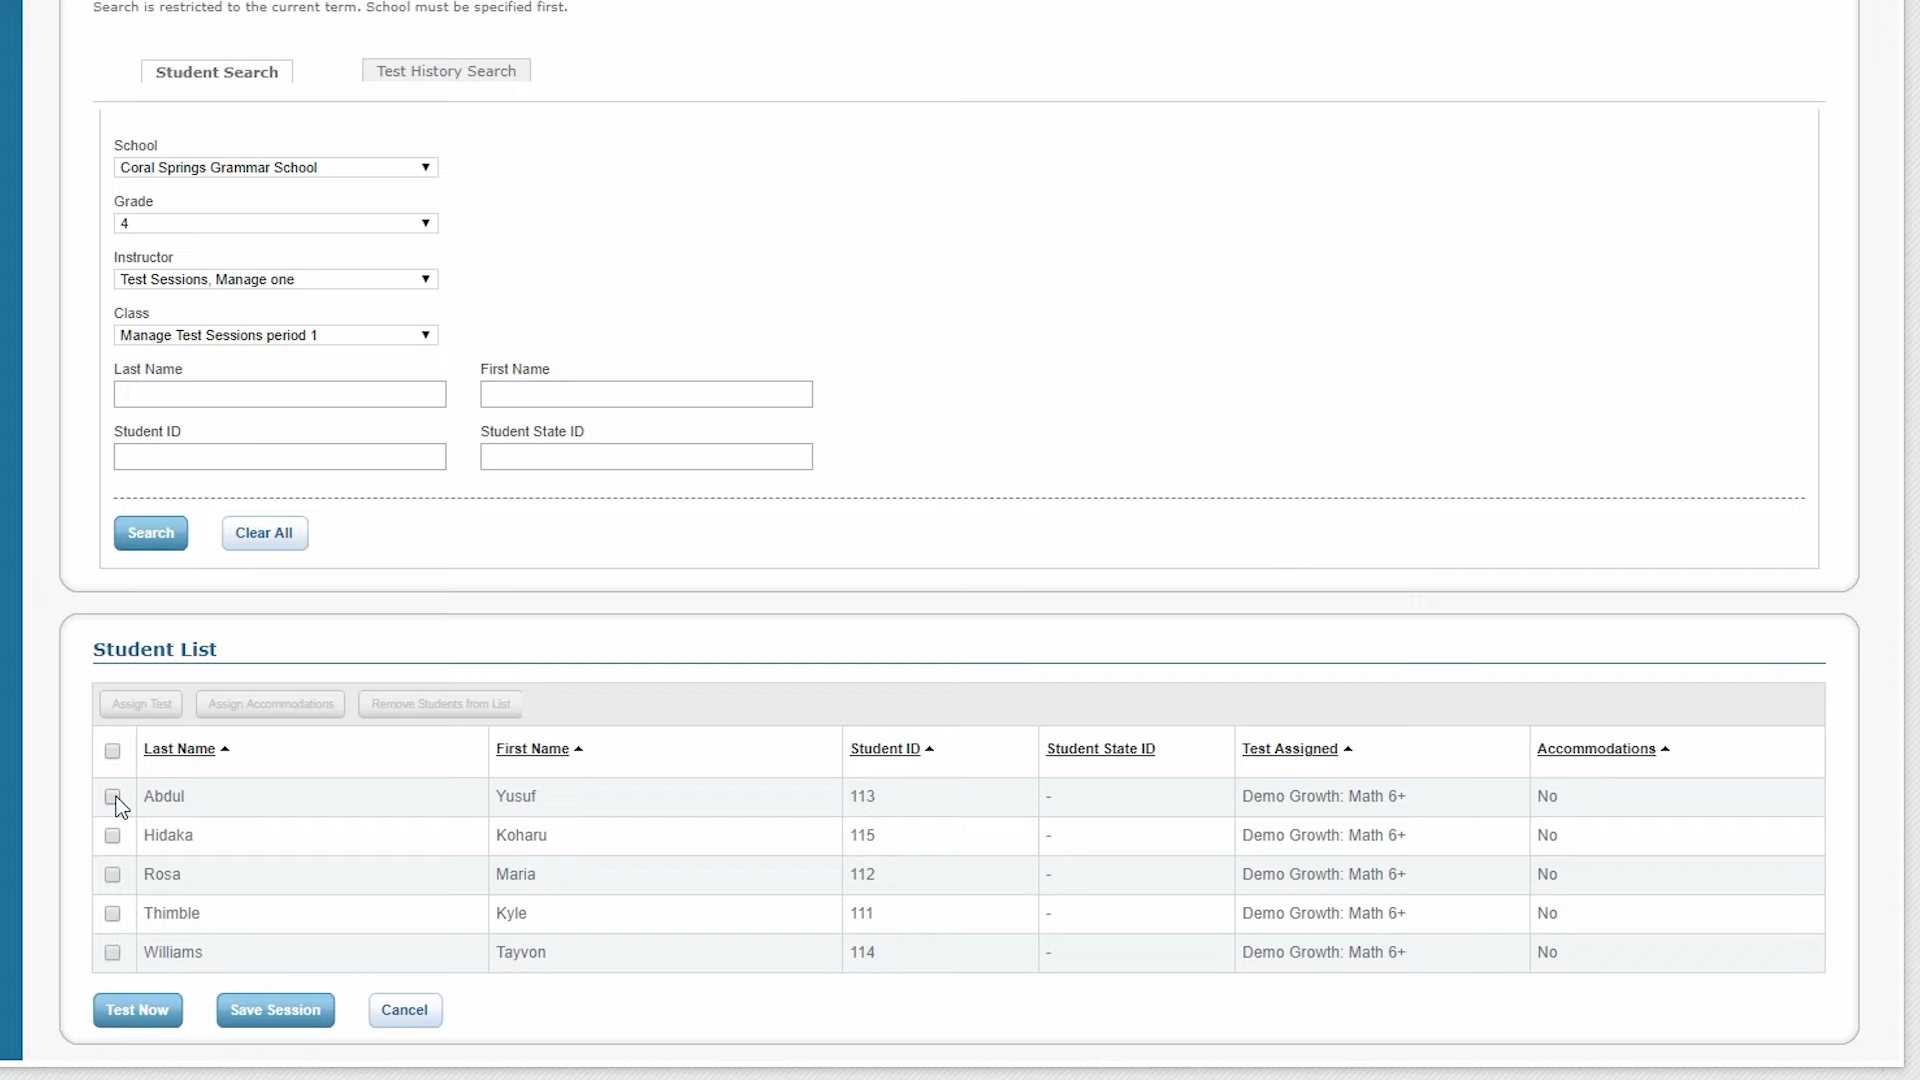 Search is restricted to the current term. School must be specified first.
Student Search Test History Search
School
Coral Springs Grammar School
Grade
4
Instructor
Test Sessions, Manage one
Class
Manage Test Sessions period 1
Last Name First Name
Student ID Student State ID
Search Clear All
Student List
Assign Test Assign Accommodations Remove Students from List
Last Name First Name Student ID Student State ID Test Assigned Accommodations
Abdul Yusuf 113 - Demo Growth: Math 6+ No
Hidaka Koharu 115 - Demo Growth: Math 6+ No
Rosa Maria 112 - Demo Growth: Math 6+ No
Thimble Kyle 111 - Demo Growth: Math 6+ No
Williams Tayvon 114 - Demo Growth: Math 6+ No
Test Now Save Session Cancel